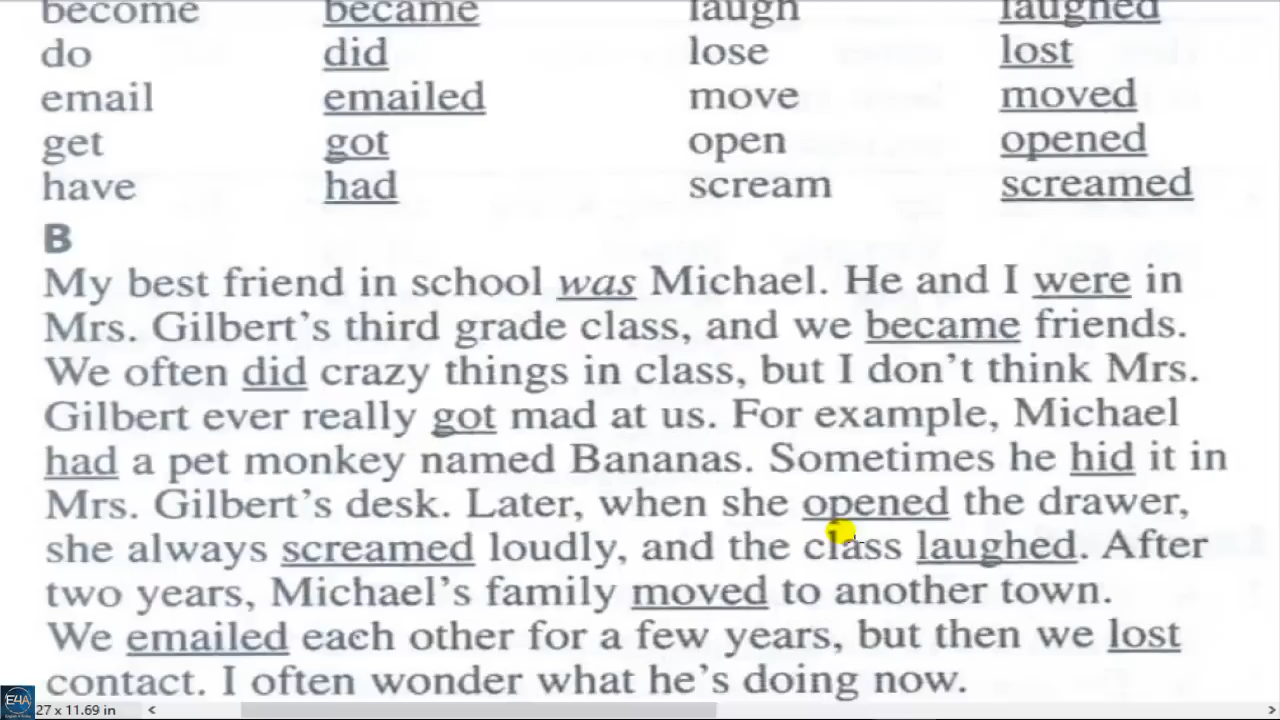 become became laugh laughed
do did lose lost
email emailed move moved
get got open opened
have had scream screamed
B
My best friend in school was Michael. He and I were in
Mrs. Gilbert's third grade class, and we became friends.
We often did crazy things in class, but I don't think Mrs.
Gilbert ever really got mad at us. For example, Michael
had a pet monkey named Bananas. Sometimes he hid it in
Mrs. Gilbert's desk. Later, when she opened the drawer,
she always screamed loudly, and the class laughed. After
two years, Michael's family moved to another town.
We emailed each other for a few years, but then we lost
contact. I often wonder what he's doing now.
E4A
27 x 11.69 in